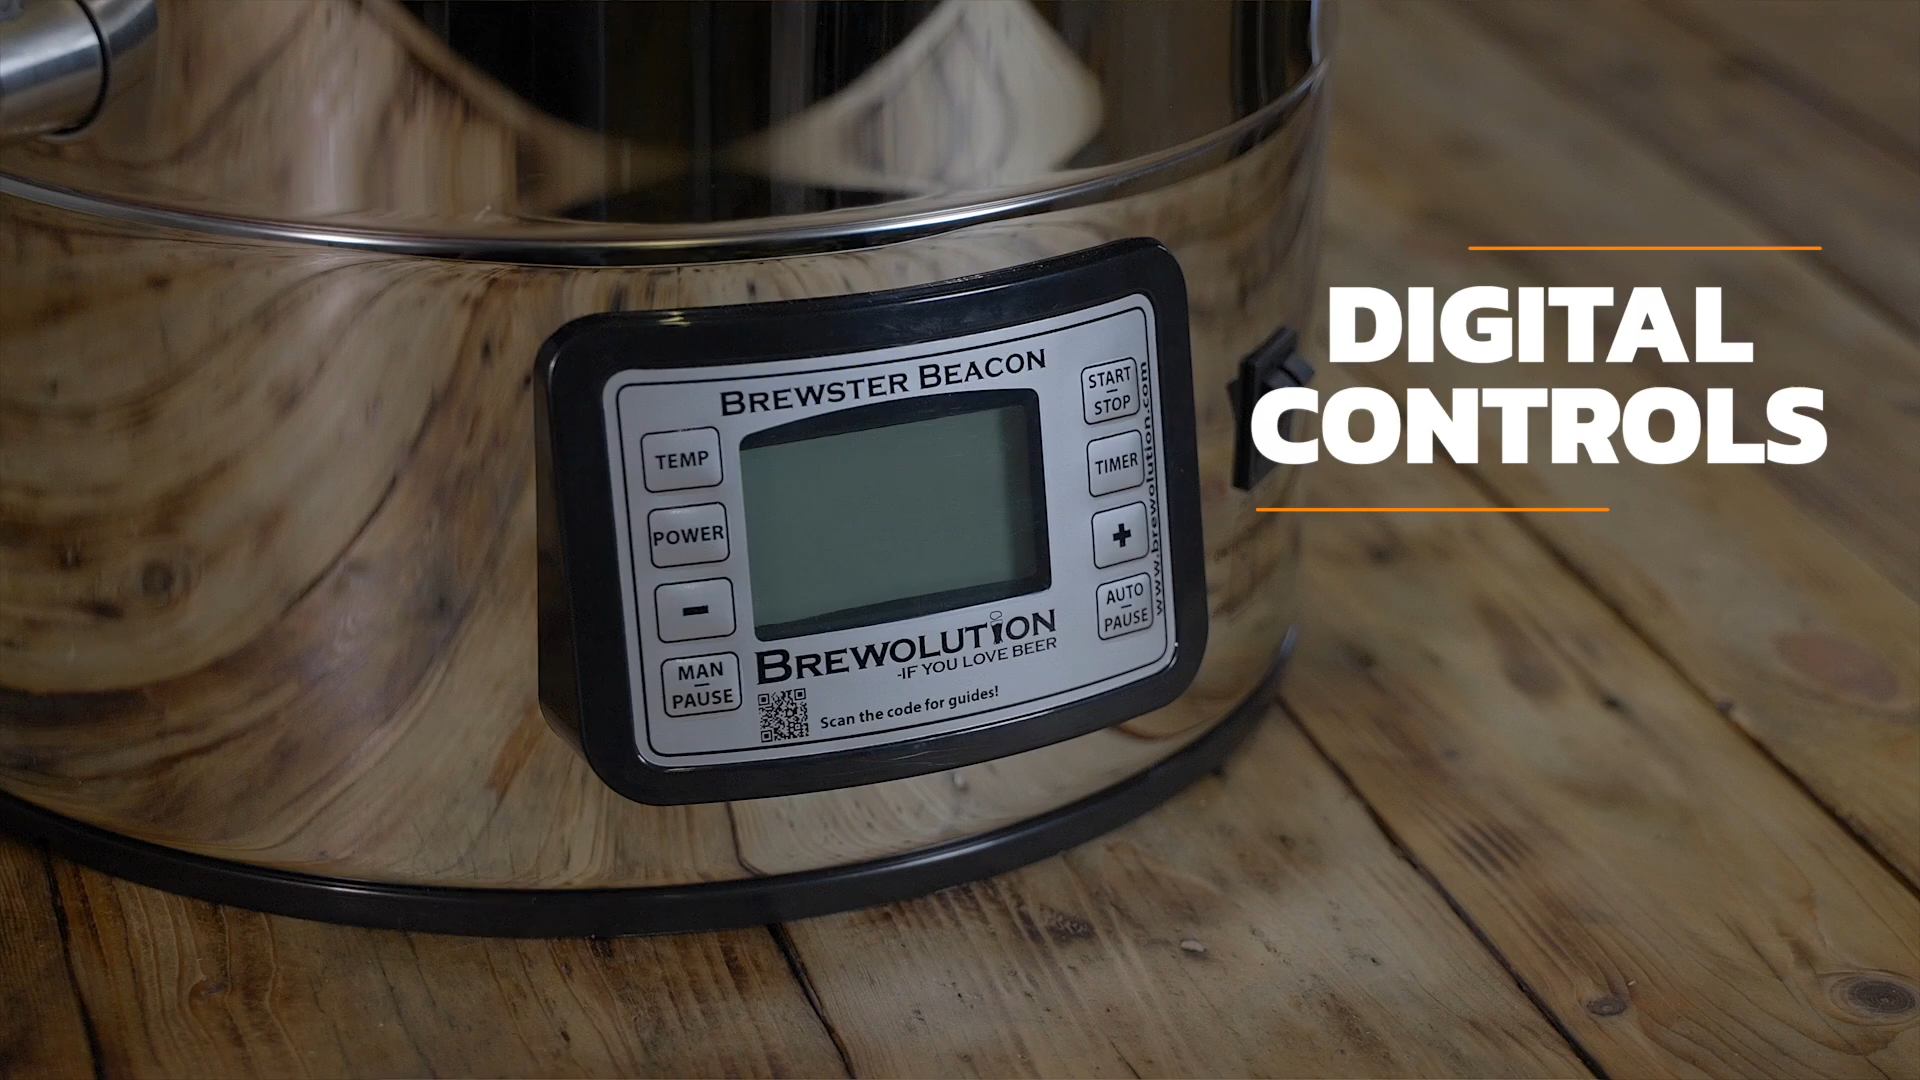 BREWSTER BEACON
TEMP
POWER
-
MAN
PAUSE
START
STOP
TIMER
+
AUTO
PAUSE
www.brewolution.com
BREWOLUTION
-IF YOU LOVE BEER
Scan the code for guides!
DIGITAL
CONTROLS